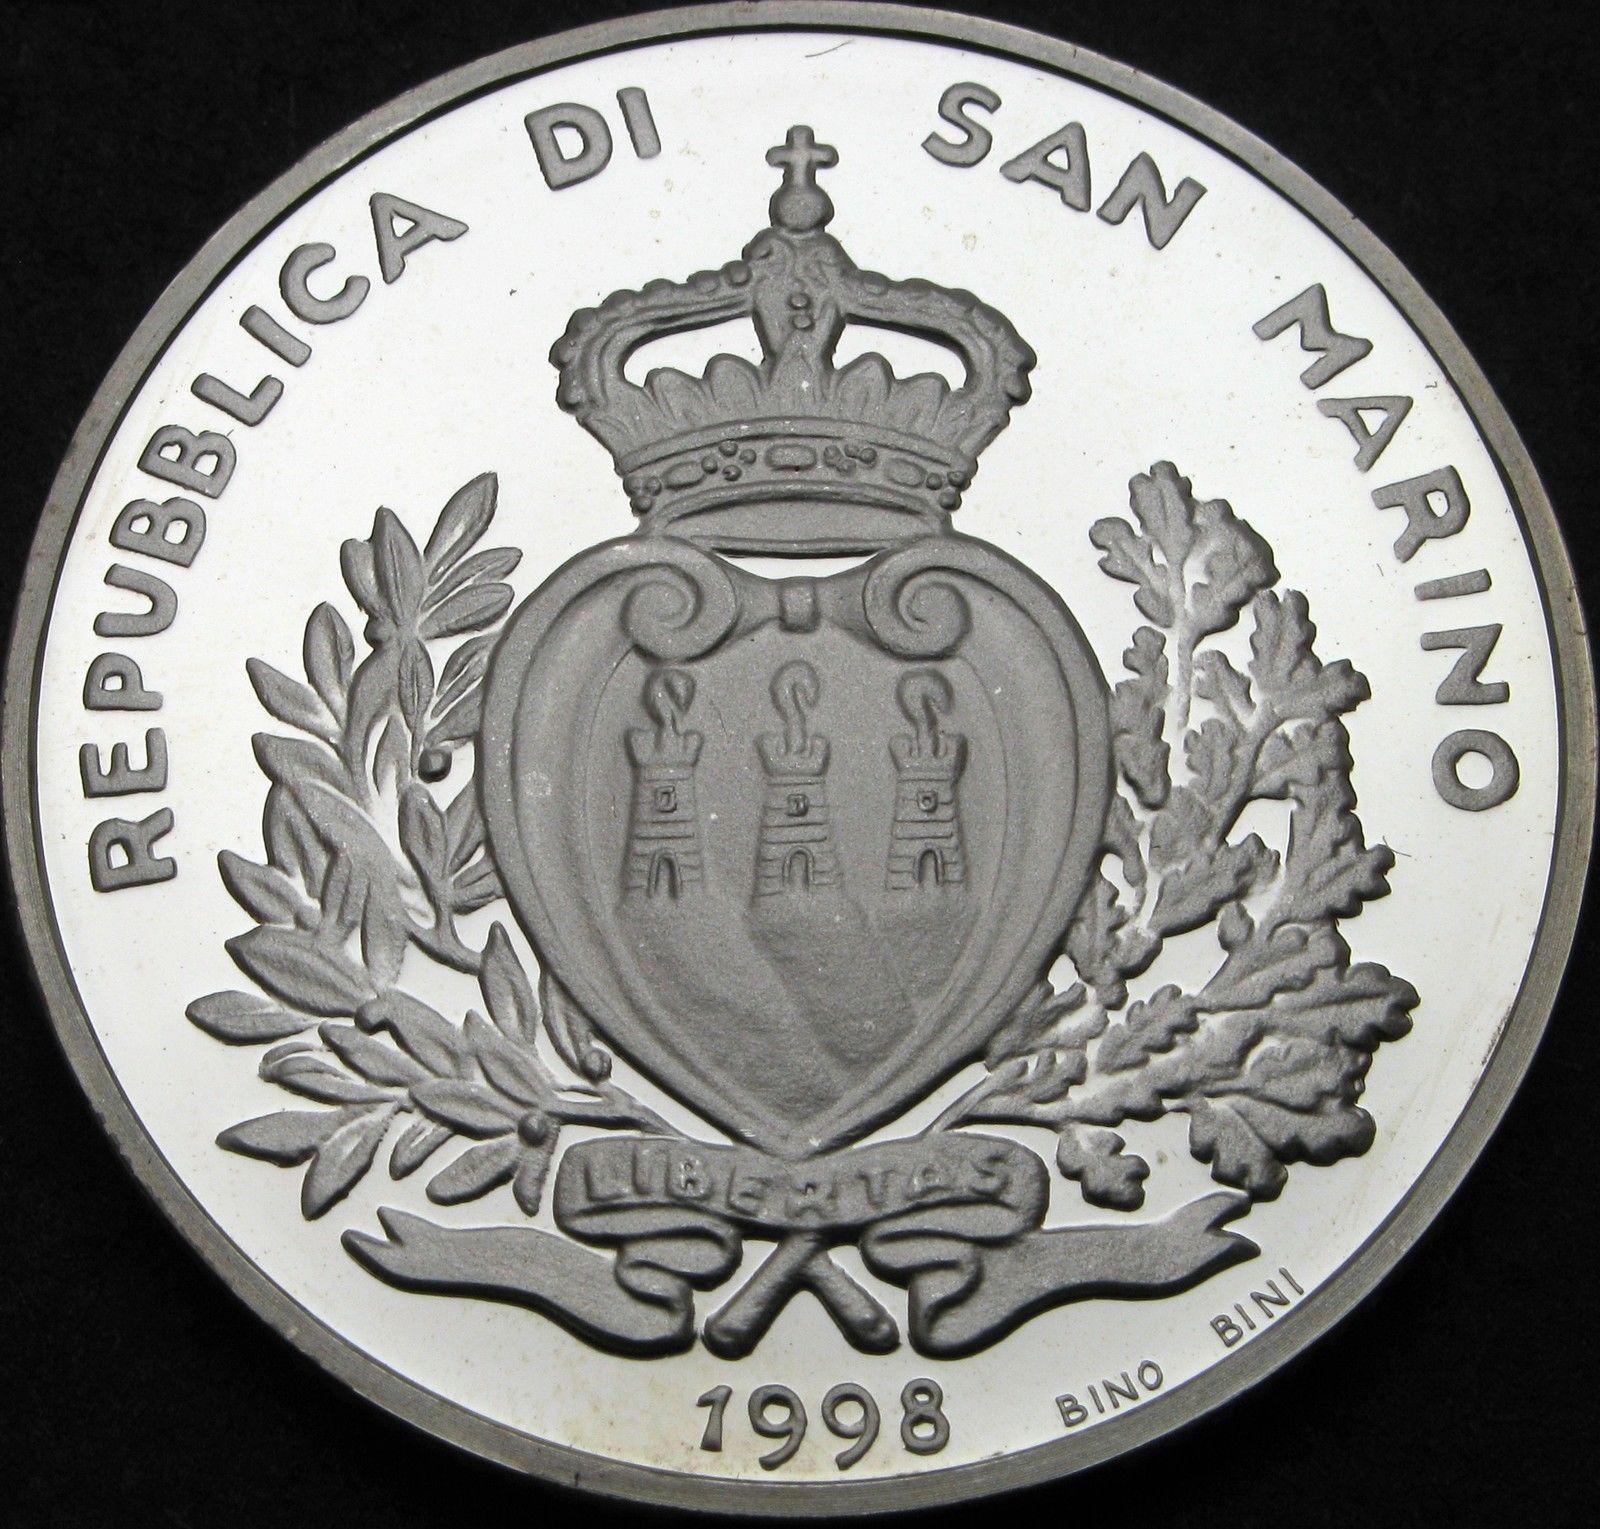 REPUBBLICA DI SAN MARINO
LIBERTAS
1998
BINO BINI